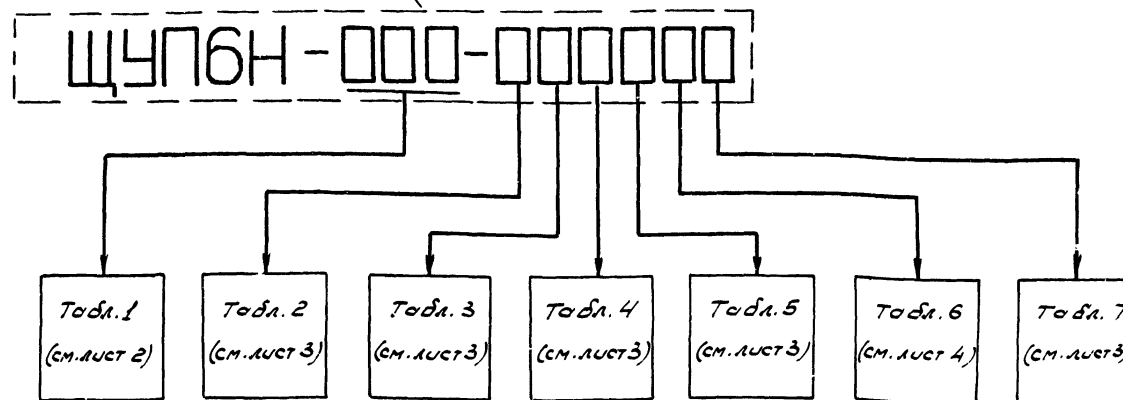 ЩУПБН-□□□-□□□□□□
Табл.1
(см.лист 2)
Табл. 2
(см.лист 3)
Табл. 3
(см.лист 3)
Табл. 4
(см.лист 3)
Табл. 5
(см.лист 3)
Табл. 6
(см.лист 4)
Табл. 7
(см.лист 3)